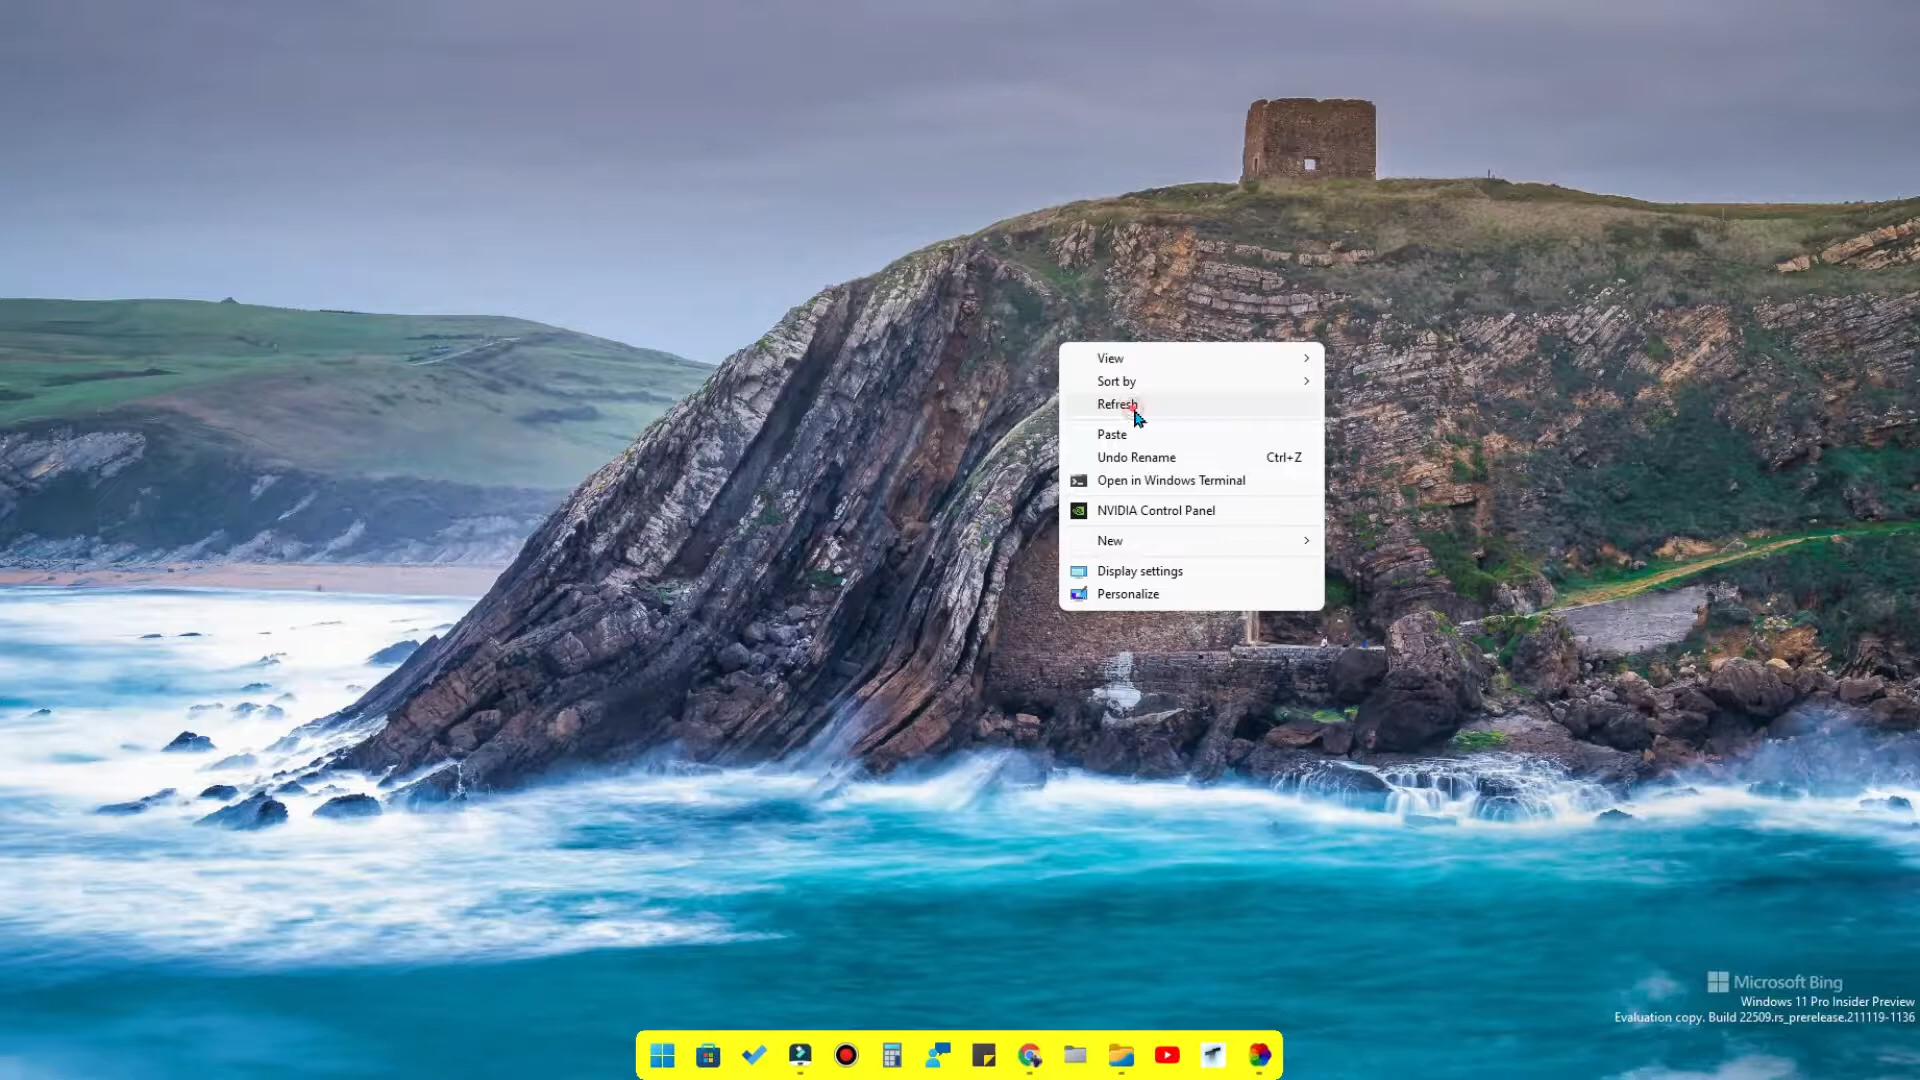 View
Sort by
Refresh
Paste
Undo Rename Ctrl+Z
Open in Windows Terminal
NVIDIA Control Panel
New
Display settings
Personalize
Microsoft Bing
Windows 11 Pro Insider Preview
Evaluation copy. Build 22509.rs_prerelease.211119-1136